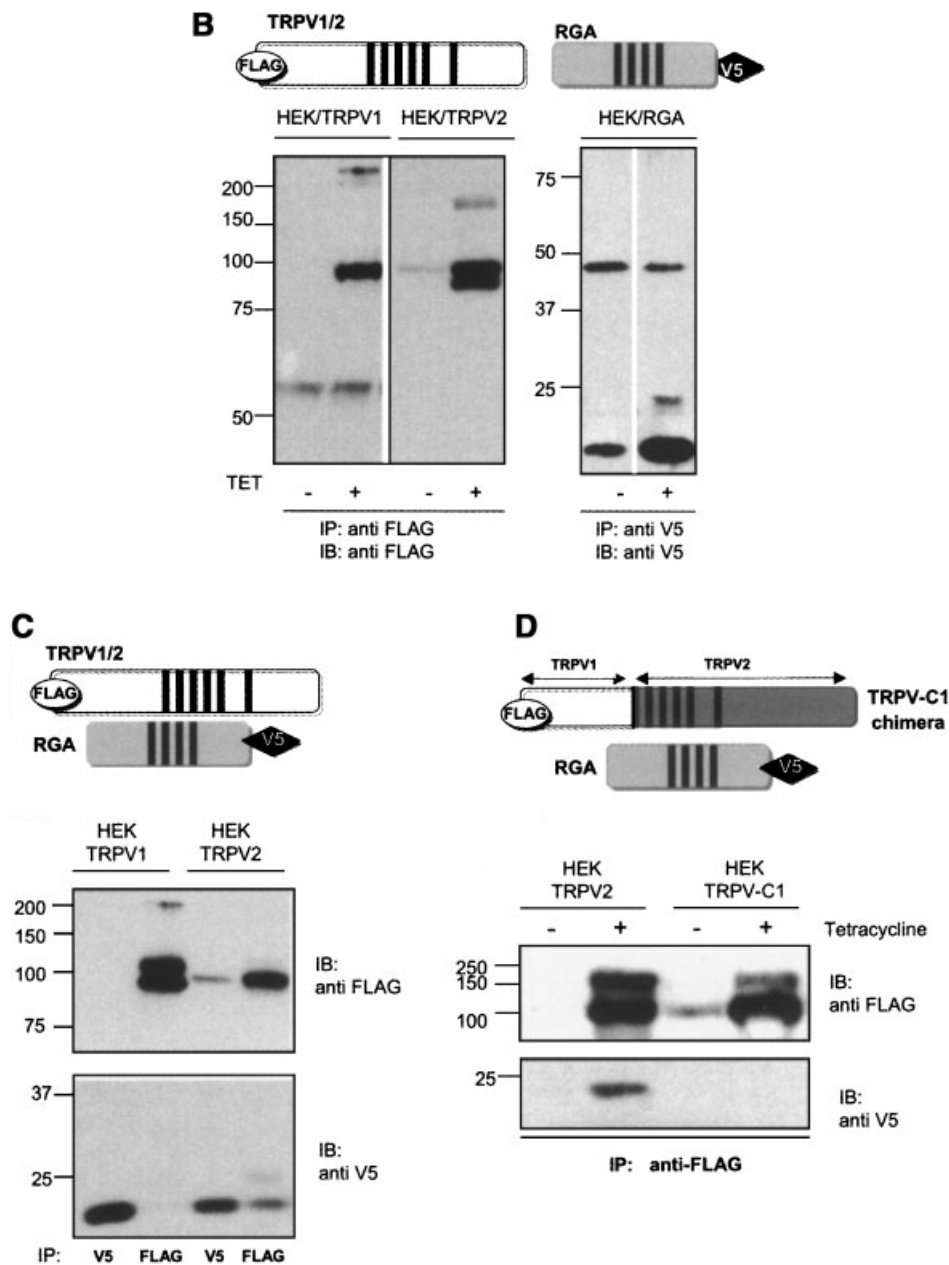 B
TRPV1/2
RGA
FLAG
V5
HEK/TRPV1 HEK/TRPV2 HEK/RGA
200
150
100
75
50
75
50
37
25
TET - + - + - +
IP: anti FLAG
IB: anti FLAG
IP: anti V5
IB: anti V5
C
TRPV1/2
FLAG
RGA
V5
HEK
TRPV1
HEK
TRPV2
200
150
100
75
IB:
anti FLAG
37
25
IB:
anti V5
IP: V5 FLAG V5 FLAG
D
TRPV1 TRPV2
FLAG
TRPV-C1
chimera
RGA
V5
HEK
TRPV2
HEK
TRPV-C1
- + - + Tetracycline
250
150
100
IB:
anti FLAG
25
IB:
anti V5
IP: anti-FLAG